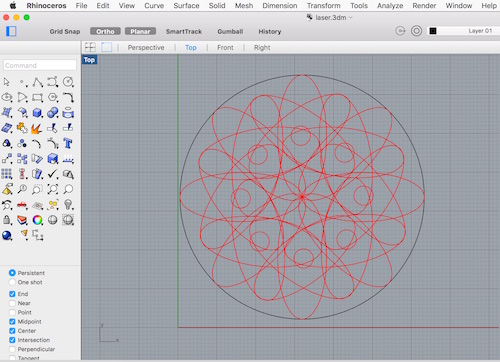 Rhinoceros File Edit View Curve Surface Solid Mesh Dimension Transform Tools Analyze Render Window Help
laser.3dm
Grid Snap Ortho Planar SmartTrack Gumball History Layer 01
Perspective Top Front Right
Command
Top
Persistent
One shot
End
Near
Point
Midpoint
Center
Intersection
Perpendicular
Tangent
y
x